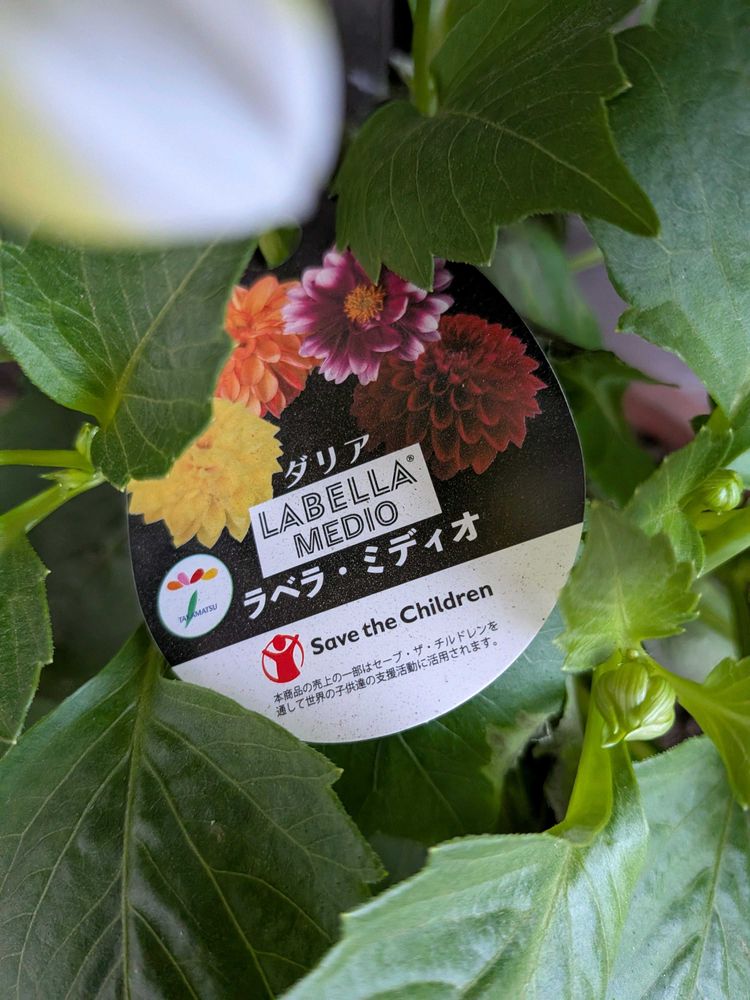 ダリア
LABELLA®
MEDIO
ラベラ・ミディオ
TAKAMATSU
Save the Children
本商品の売上の一部はセーブ・ザ・チルドレンを
通して世界の子供達の支援活動に活用されます。